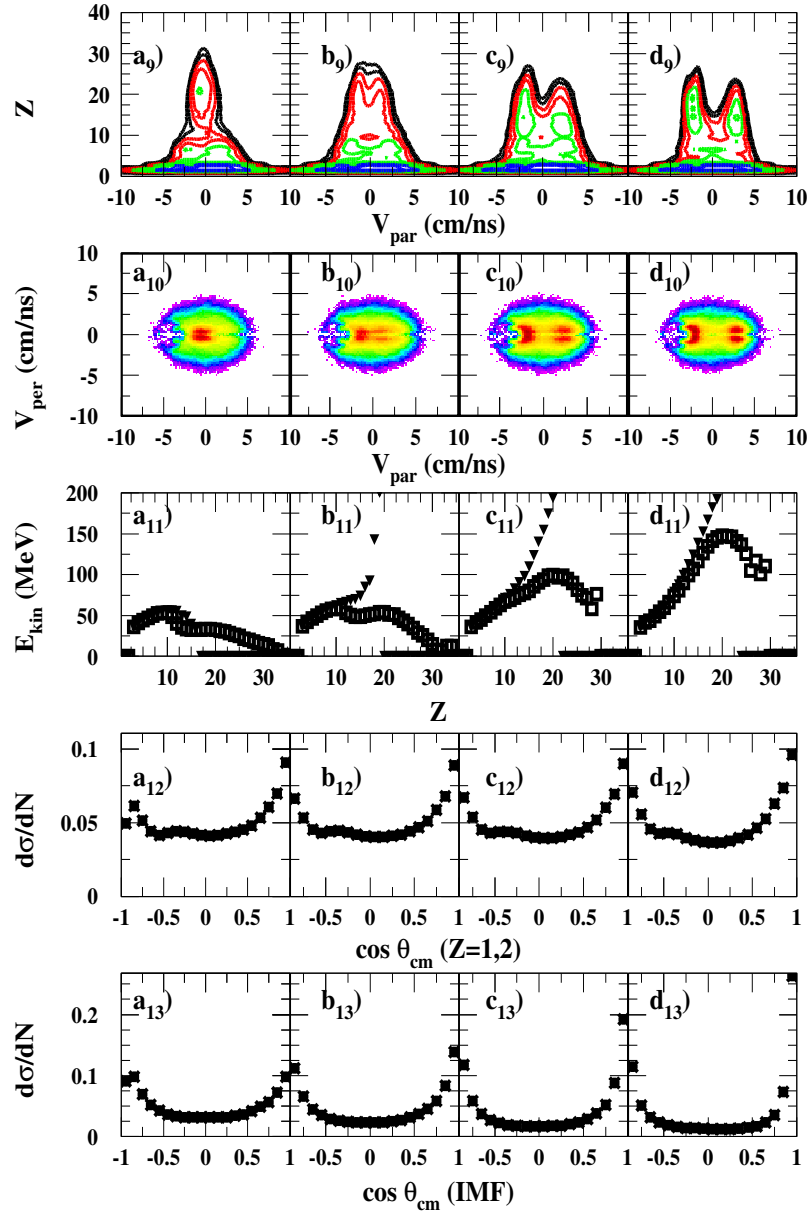 40
30
20
10
0
Z
a9) b9) c9) d9)
-10 -5 0 5 10 -5 0 5 10 -5 0 5 10 -5 0 5 10
Vpar (cm/ns)
10
5
0
-5
-10
Vper (cm/ns)
a10) b10) c10) d10)
-10 -5 0 5 10 -5 0 5 10 -5 0 5 10 -5 0 5 10
Vpar (cm/ns)
200
150
100
50
0
Ekin (MeV)
a11) b11) c11) d11)
10 20 30 10 20 30 10 20 30 10 20 30
Z
0.1
0.05
0
dσ/dN
a12) b12) c12) d12)
-1 -0.5 0 0.5 1 -0.5 0 0.5 1 -0.5 0 0.5 1 -0.5 0 0.5 1
cos θcm (Z=1,2)
0.2
0.1
0
dσ/dN
a13) b13) c13) d13)
-1 -0.5 0 0.5 1 -0.5 0 0.5 1 -0.5 0 0.5 1 -0.5 0 0.5 1
cos θcm (IMF)